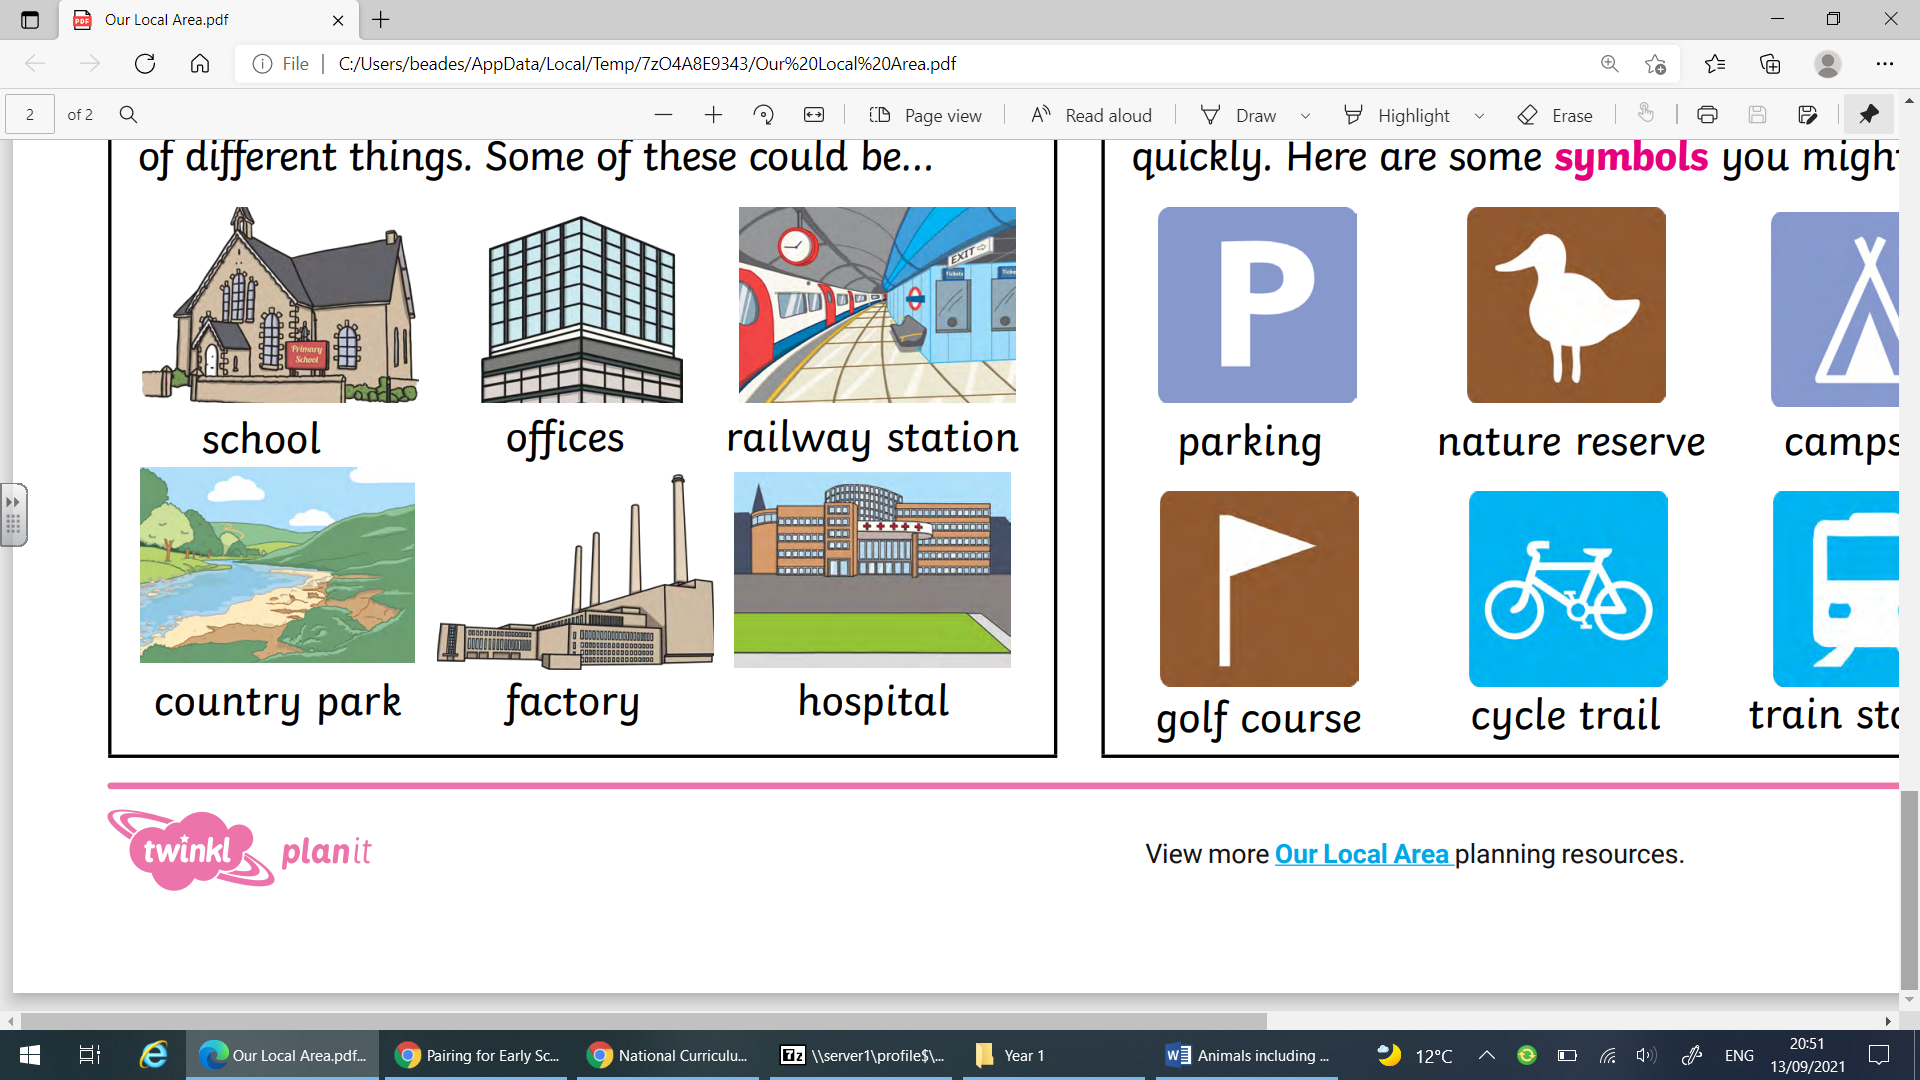 Our Local Area.pdf
File
C:/Users/beades/AppData/Local/Temp/7zO4A8E9343/Our%20Local%20Area.pdf
2 of 2
Page view
Read aloud
Draw
Highlight
Erase
of different things. Some of these could be...
Primary
School
EXIT
Tickets
school
offices
railway station
country park
factory
hospital
quickly. Here are some symbols you migh
P
parking
nature reserve
camps
golf course
cycle trail
train sta
twinkl planit
View more Our Local Area planning resources.
Our Local Area.pdf...
Pairing for Early Sc...
National Curriculu...
7z
\\server1\profile$\...
Year 1
Animals including ...
12°C
ENG
20:51
13/09/2021